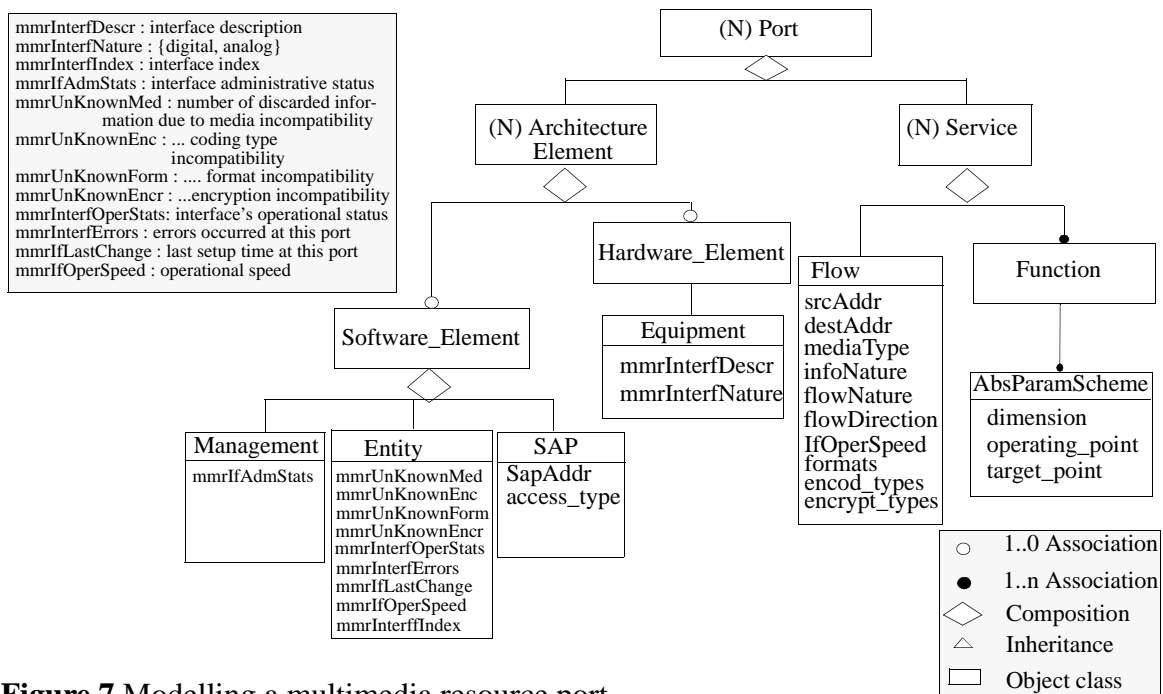 mmrInterfDescr : interface description
mmrInterfNature : {digital, analog}
mmrInterfIndex : interface index
mmrIfAdmStats : interface administrative status
mmrUnKnownMed : number of discarded infor-
mation due to media incompatibility
mmrUnKnownEnc : ... coding type
incompatibility
mmrUnKnownForm : .... format incompatibility
mmrUnKnownEncr : ...encryption incompatibility
mmrInterfOperStats: interface's operational status
mmrInterfErrors : errors occurred at this port
mmrIfLastChange : last setup time at this port
mmrIfOperSpeed : operational speed
(N) Port
(N) Architecture
Element
(N) Service
Hardware_Element
Software_Element
Equipment
mmrInterfDescr
mmrInterfNature
Flow
srcAddr
destAddr
mediaType
infoNature
flowNature
flowDirection
IfOperSpeed
formats
encod_types
encrypt_types
Function
AbsParamScheme
dimension
operating_point
target_point
Management
mmrIfAdmStats
Entity
mmrUnKnownMed
mmrUnKnownEnc
mmrUnKnownForm
mmrUnKnownEncr
mmrInterfOperStats
mmrInterfErrors
mmrIfLastChange
mmrIfOperSpeed
mmrInterffIndex
SAP
SapAddr
access_type
1..0 Association
1..n Association
Composition
Inheritance
Object class
Figure 7 Modelling a multimedia resource port